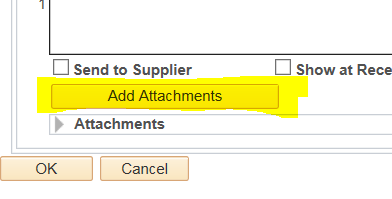 1
Send to Supplier Show at Rece
Add Attachments
Attachments
OK Cancel